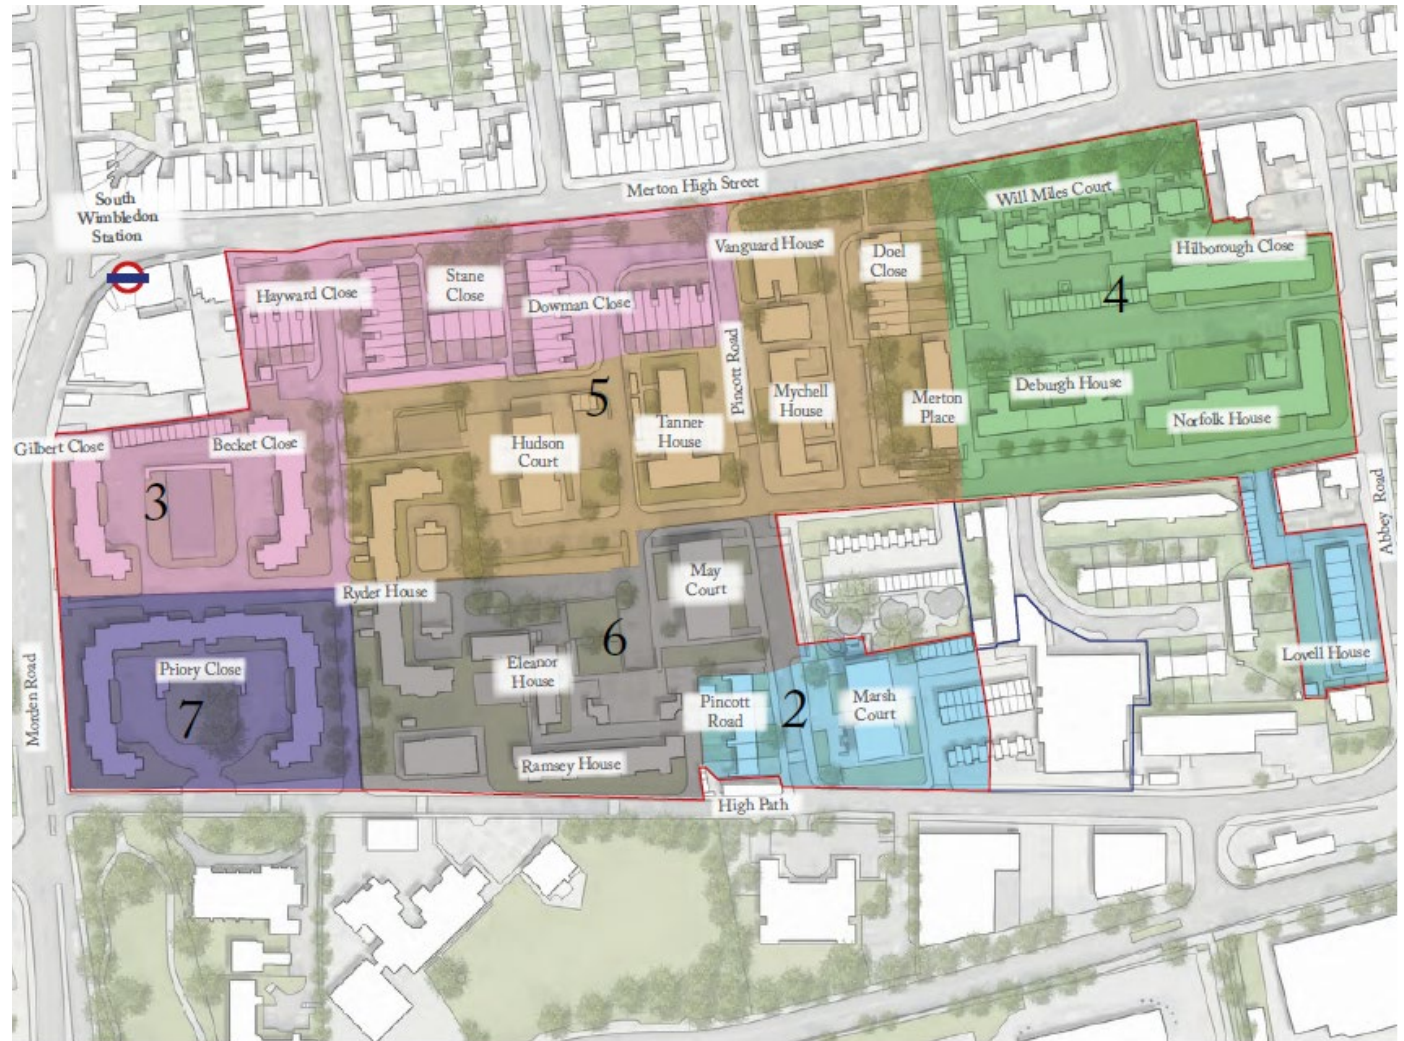 Merton High Street
South
Wimbledon
Station
Will Miles Court
Vanguard House
Doel
Close
Hilborough Close
Hayward Close
Stane
Close
Dowman Close
4
Pincott Road
5
Mychell
House
Merton
Place
Deburgh House
Norfolk House
Gilbert Close
Becket Close
Hudson
Court
Tanner
House
3
Abbey Road
Ryder House
May
Court
6
Priory Close
7
Eleanor
House
Pincott
Road
2
Marsh
Court
Lovell House
Morden Road
Ramsey House
High Path